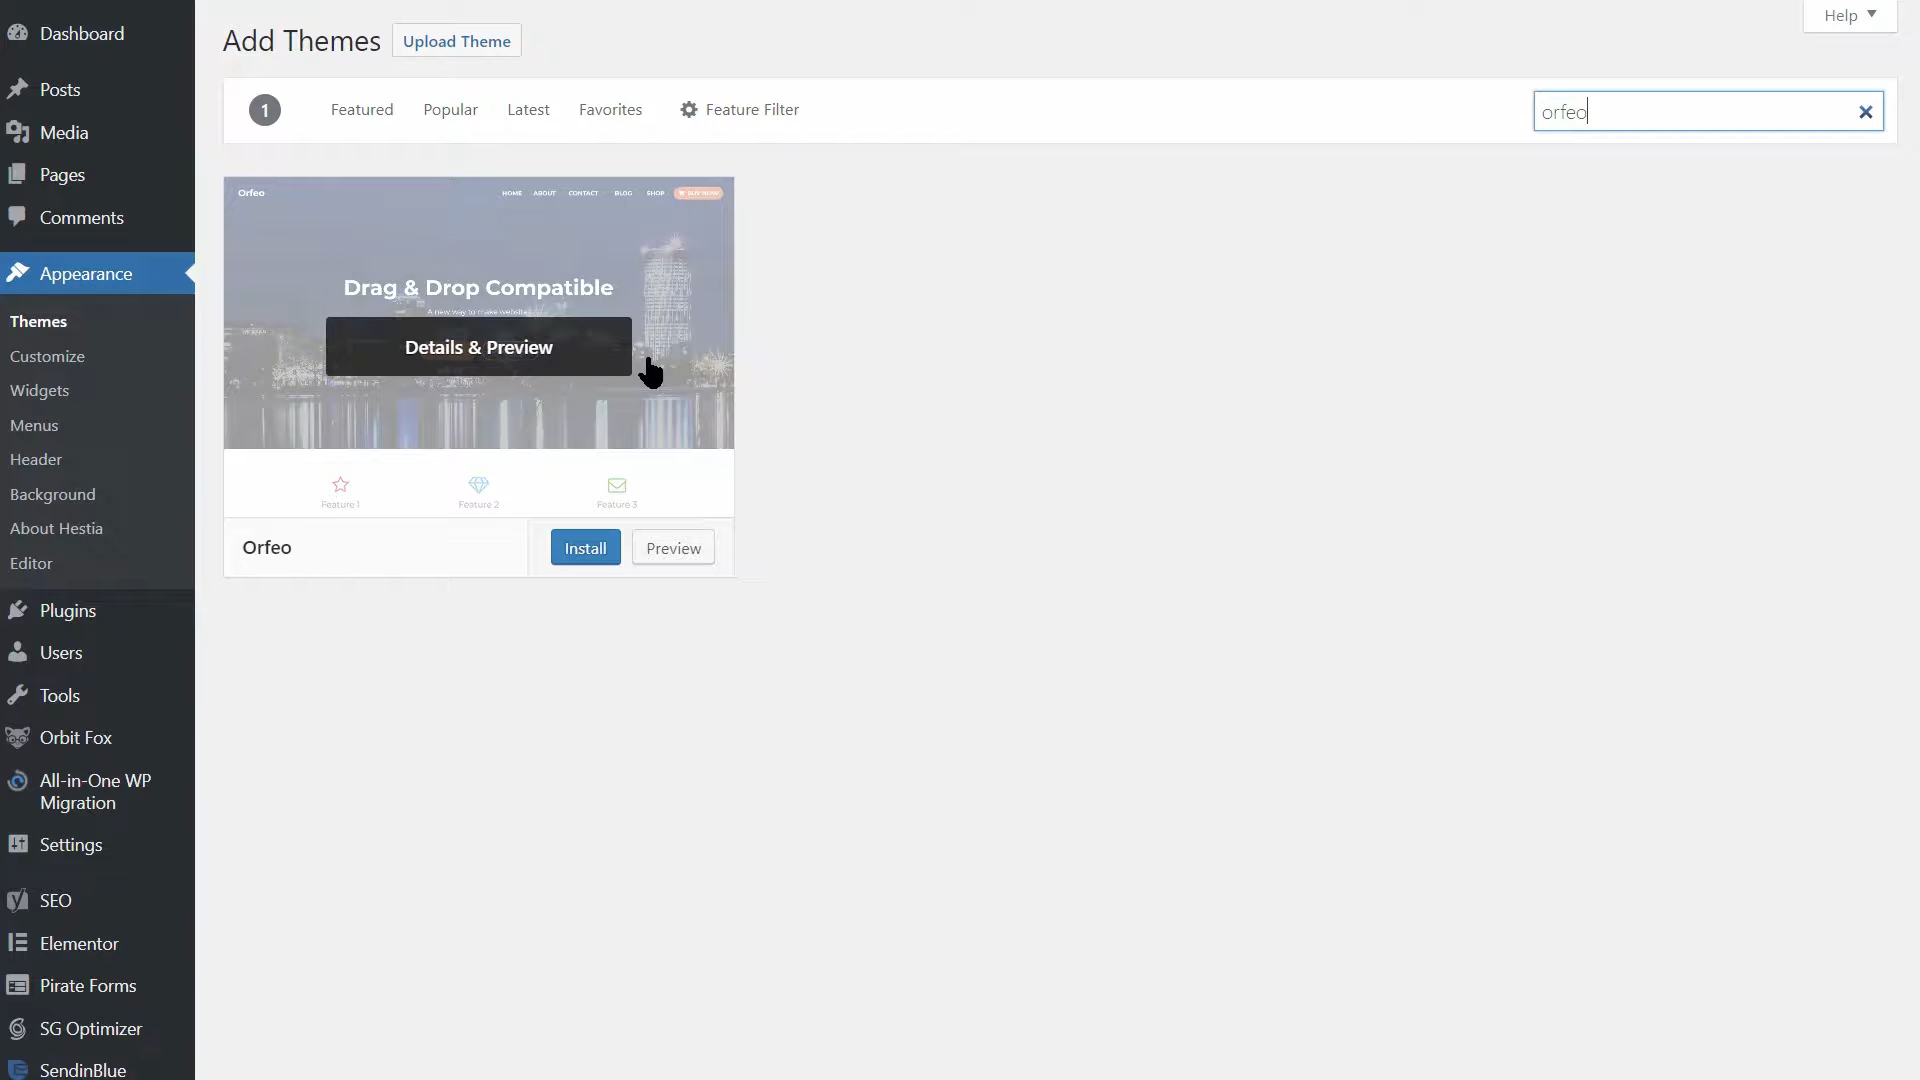 Dashboard
Posts
Media
Pages
Comments
Appearance
Themes
Customize
Widgets
Menus
Header
Background
About Hestia
Editor
Plugins
Users
Tools
Orbit Fox
All-in-One WP
Migration
Settings
SEO
Elementor
Pirate Forms
SG Optimizer
SendinBlue
Add Themes
Upload Theme
Help
1
Featured
Popular
Latest
Favorites
Feature Filter
orfeo
Orfeo
HOME ABOUT CONTACT BLOG SHOP BUY NOW
Drag & Drop Compatible
A new way to make websites
Details & Preview
Feature 1
Feature 2
Feature 3
Orfeo
Install
Preview